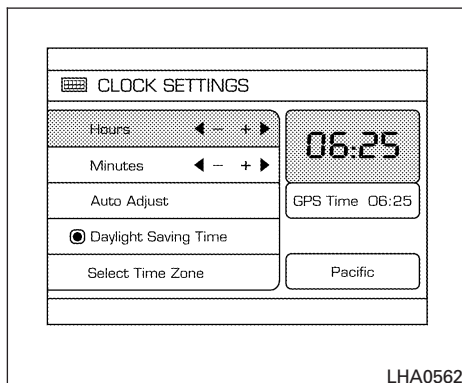 CLOCK SETTINGS
Hours ◀ − + ▶
06:25
Minutes ◀ − + ▶
Auto Adjust
GPS Time 06:25
Daylight Saving Time
Select Time Zone
Pacific
LHA0562